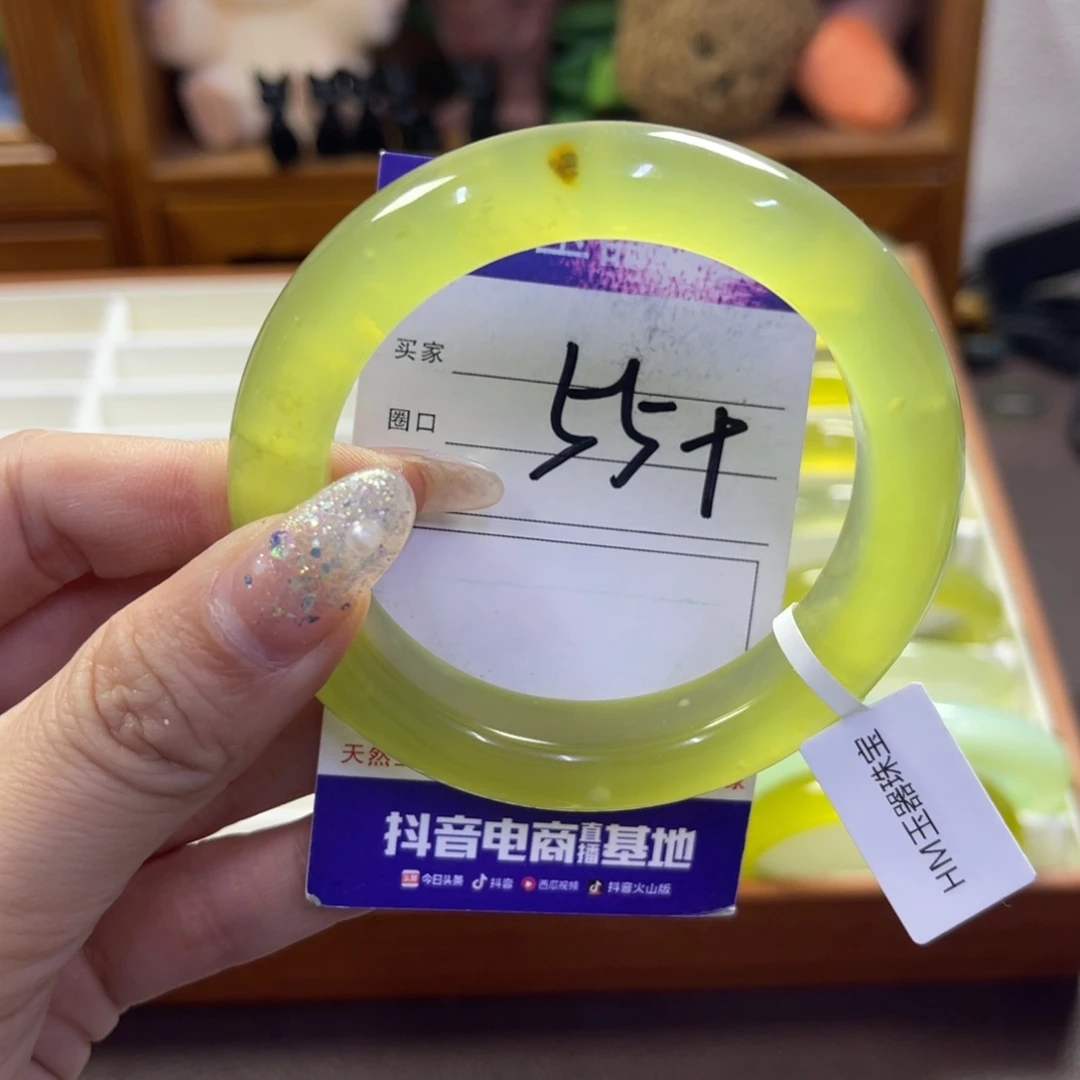 买家
圈口
55+
天然
抖音电商直播基地
今日头条 抖音 西瓜视频 抖音火山版
HM玉器珠宝